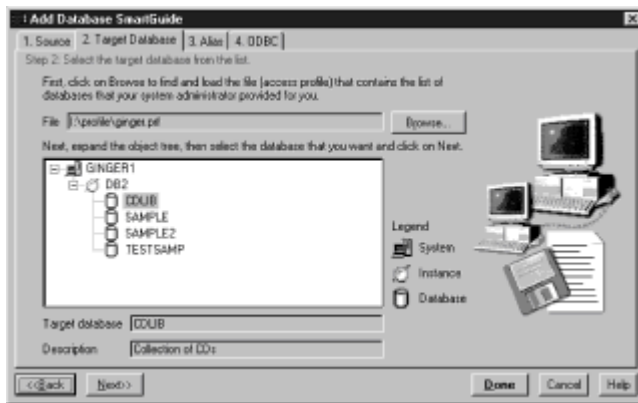 Add Database SmartGuide
1. Source 2. Target Database 3. Alias 4. ODBC
Step 2: Select the target database from the list.
First, click on Browse to find and load the file (access profile) that contains the list of
databases that your system administrator provided for you.
File I:\profile\ginger.prf Browse...
Next, expand the object tree, then select the database that you want and click on Next.
GINGER1
DB2
CDLIB
SAMPLE
SAMPLE2
TESTSAMP
Legend
System
Instance
Database
Target database CDLIB
Description Collection of CDs
<<Back Next>> Done Cancel Help